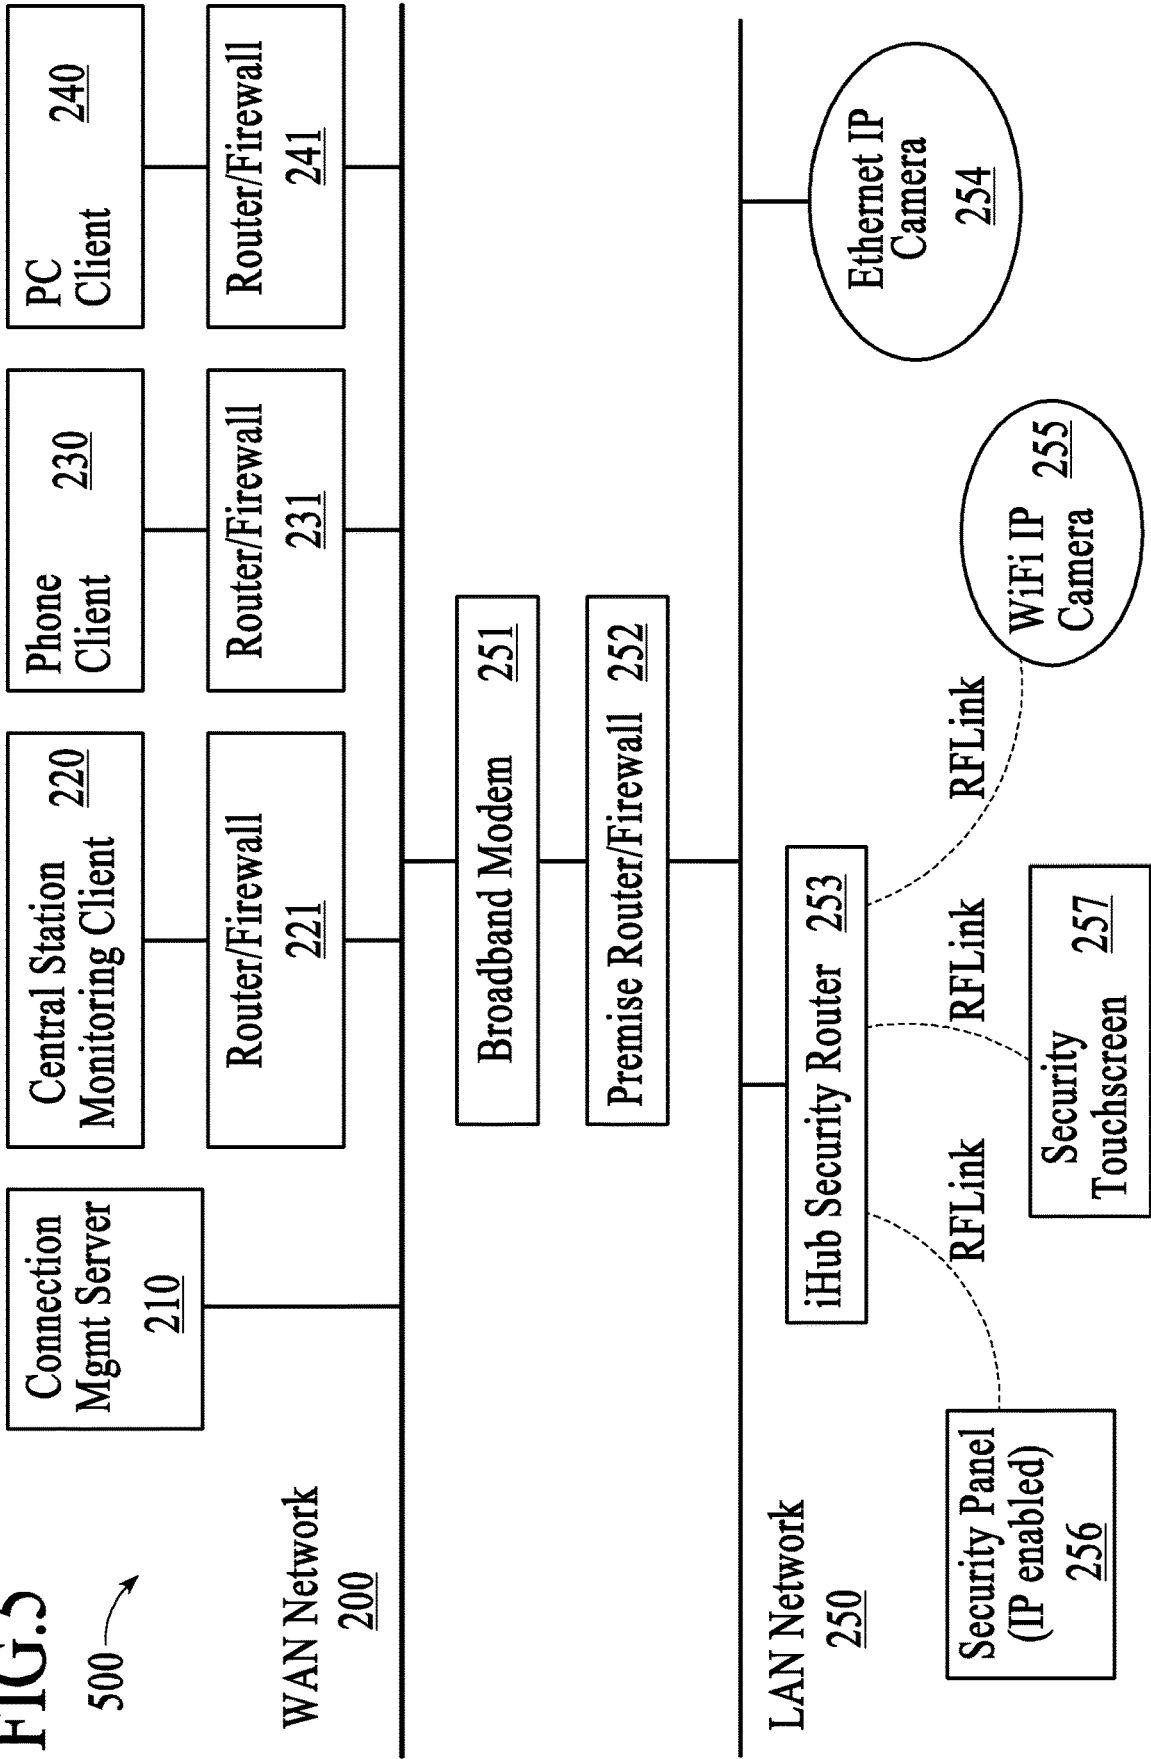 FIG.5
500
WAN Network
200
Connection
Mgmt Server
210
Central Station
Monitoring Client
220
Router/Firewall
221
Phone
Client
230
Router/Firewall
231
PC
Client
240
Router/Firewall
241
Broadband Modem 251
Premise Router/Firewall 252
LAN Network
250
iHub Security Router 253
Ethernet IP
Camera
254
RFLink
RFLink
RFLink
Security Panel
(IP enabled)
256
Security
Touchscreen
257
WiFi IP
Camera
255